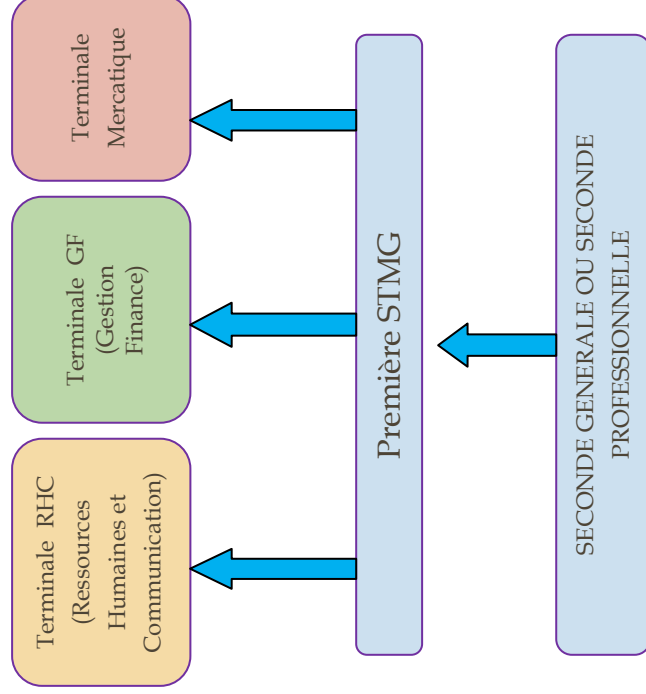 Terminale RHC
(Ressources
Humaines et
Communication)
Terminale GF
(Gestion
Finance)
Terminale
Mercatique
Première STMG
SECONDE GENERALE OU SECONDE
PROFESSIONNELLE